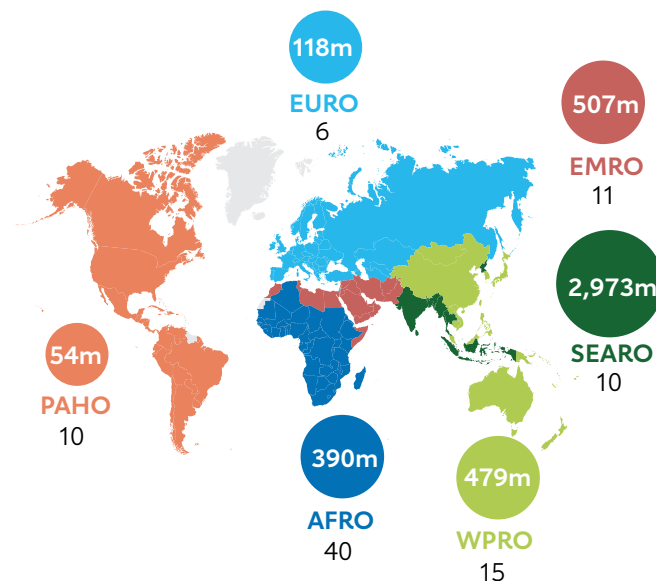 118m
EURO
6
507m
EMRO
11
2,973m
SEARO
10
54m
PAHO
10
390m
AFRO
40
479m
WPRO
15